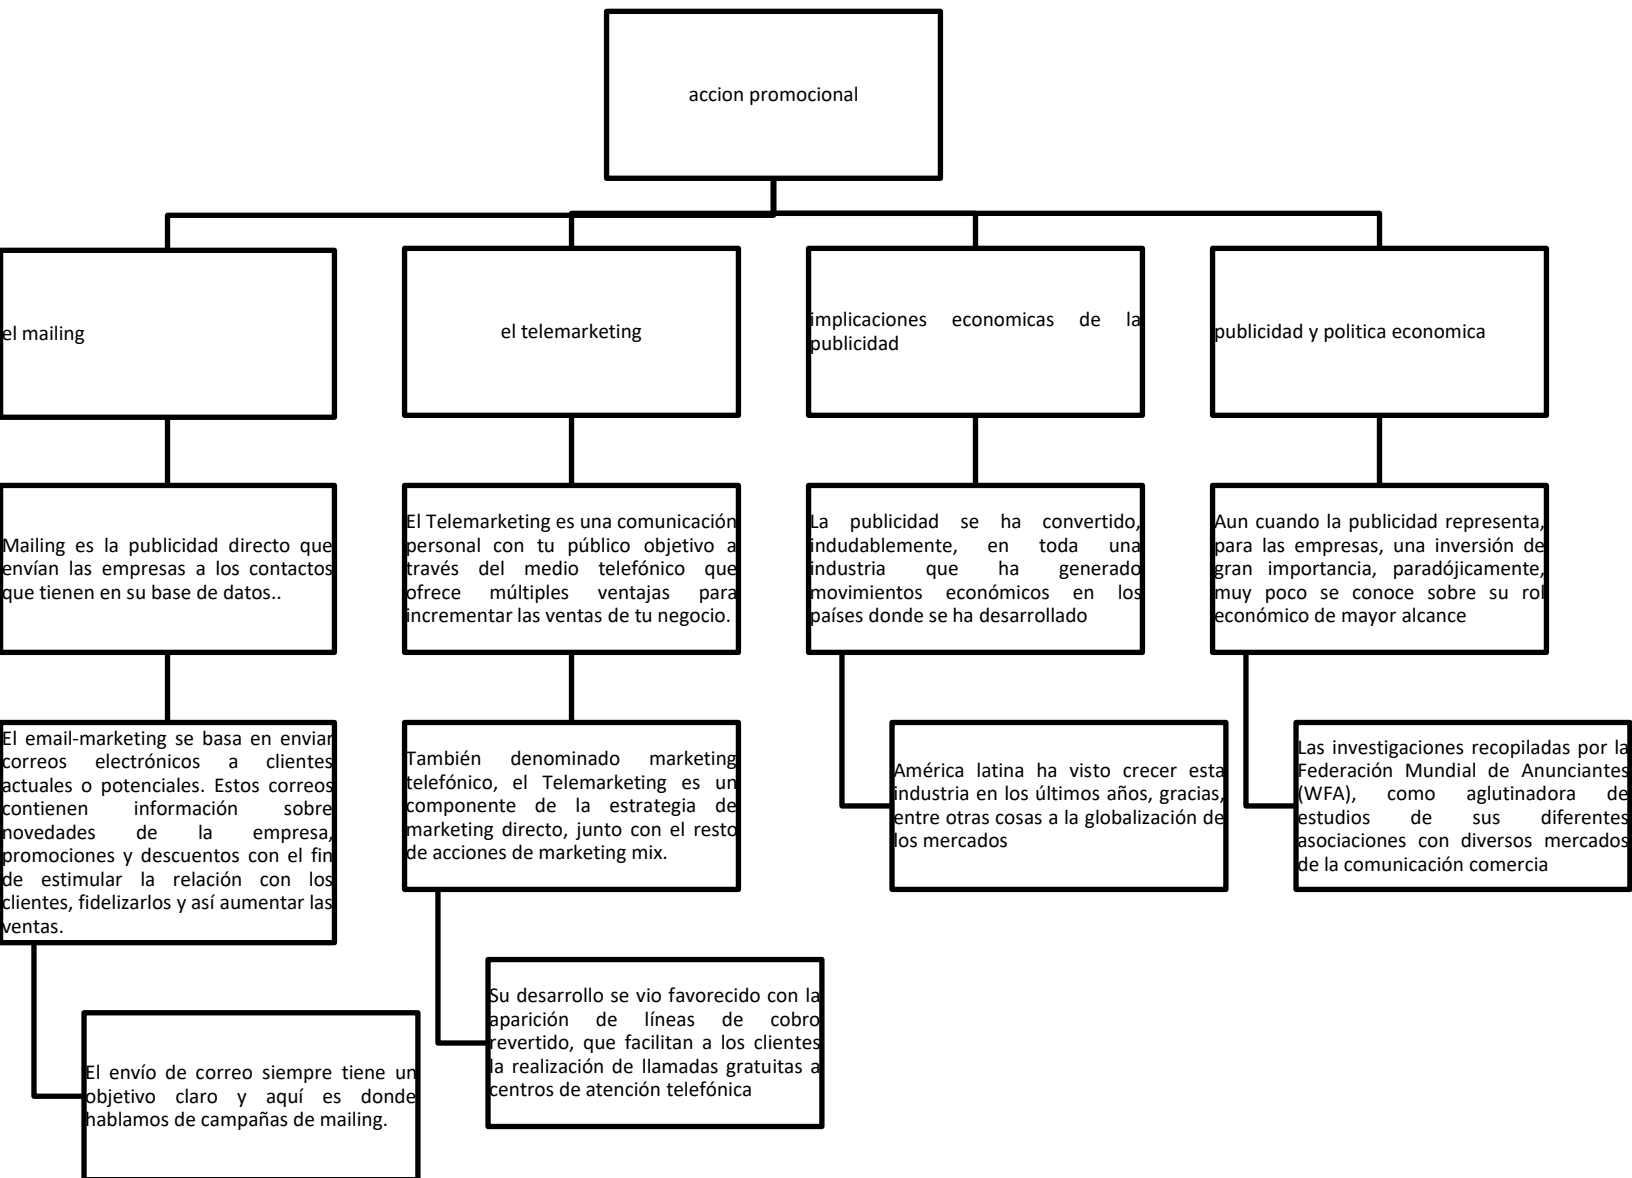 accion promocional
el mailing
el telemarketing
implicaciones economicas de la
publicidad
publicidad y politica economica
Mailing es la publicidad directo que
envían las empresas a los contactos
que tienen en su base de datos..
El Telemarketing es una comunicación
personal con tu público objetivo a
través del medio telefónico que
ofrece múltiples ventajas para
incrementar las ventas de tu negocio.
La publicidad se ha convertido,
indudablemente, en toda una
industria que ha generado
movimientos económicos en los
países donde se ha desarrollado
Aun cuando la publicidad representa,
para las empresas, una inversión de
gran importancia, paradójicamente,
muy poco se conoce sobre su rol
económico de mayor alcance
El email-marketing se basa en enviar
correos electrónicos a clientes
actuales o potenciales. Estos correos
contienen información sobre
novedades de la empresa,
promociones y descuentos con el fin
de estimular la relación con los
clientes, fidelizarlos y así aumentar las
ventas.
También denominado marketing
telefónico, el Telemarketing es un
componente de la estrategia de
marketing directo, junto con el resto
de acciones de marketing mix.
América latina ha visto crecer esta
industria en los últimos años, gracias,
entre otras cosas a la globalización de
los mercados
Las investigaciones recopiladas por la
Federación Mundial de Anunciantes
(WFA), como aglutinadora de
estudios de sus diferentes
asociaciones con diversos mercados
de la comunicación comercia
El envío de correo siempre tiene un
objetivo claro y aquí es donde
hablamos de campañas de mailing.
Su desarrollo se vio favorecido con la
aparición de líneas de cobro
revertido, que facilitan a los clientes
la realización de llamadas gratuitas a
centros de atención telefónica